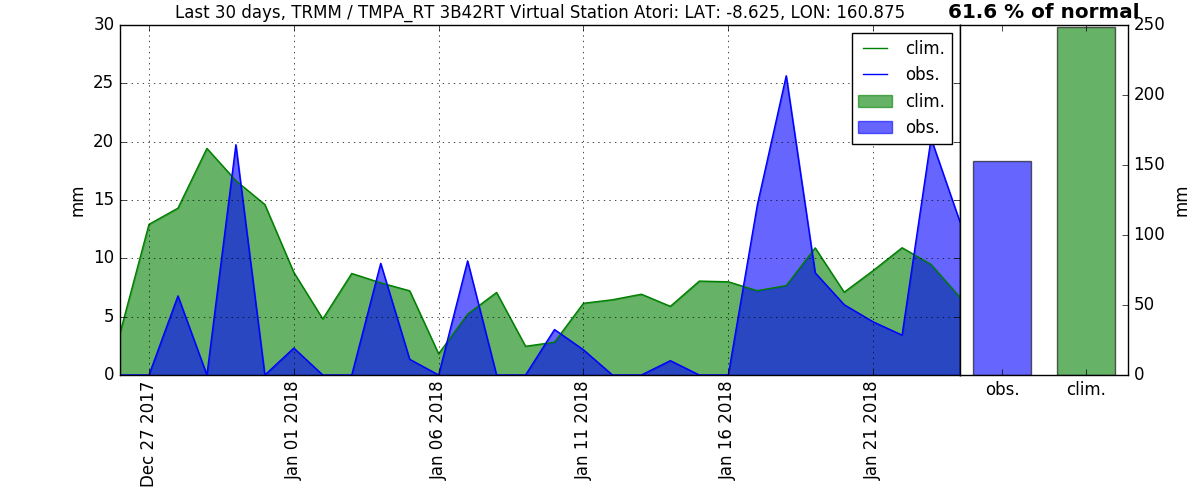 Last 30 days, TRMM / TMPA_RT 3B42RT Virtual Station Atori: LAT: -8.625, LON: 160.875
61.6 % of normal
30
25
20
15
10
5
0
mm
clim.
obs.
clim.
obs.
250
200
150
100
50
0
mm
Dec 27 2017
Jan 01 2018
Jan 06 2018
Jan 11 2018
Jan 16 2018
Jan 21 2018
obs.
clim.